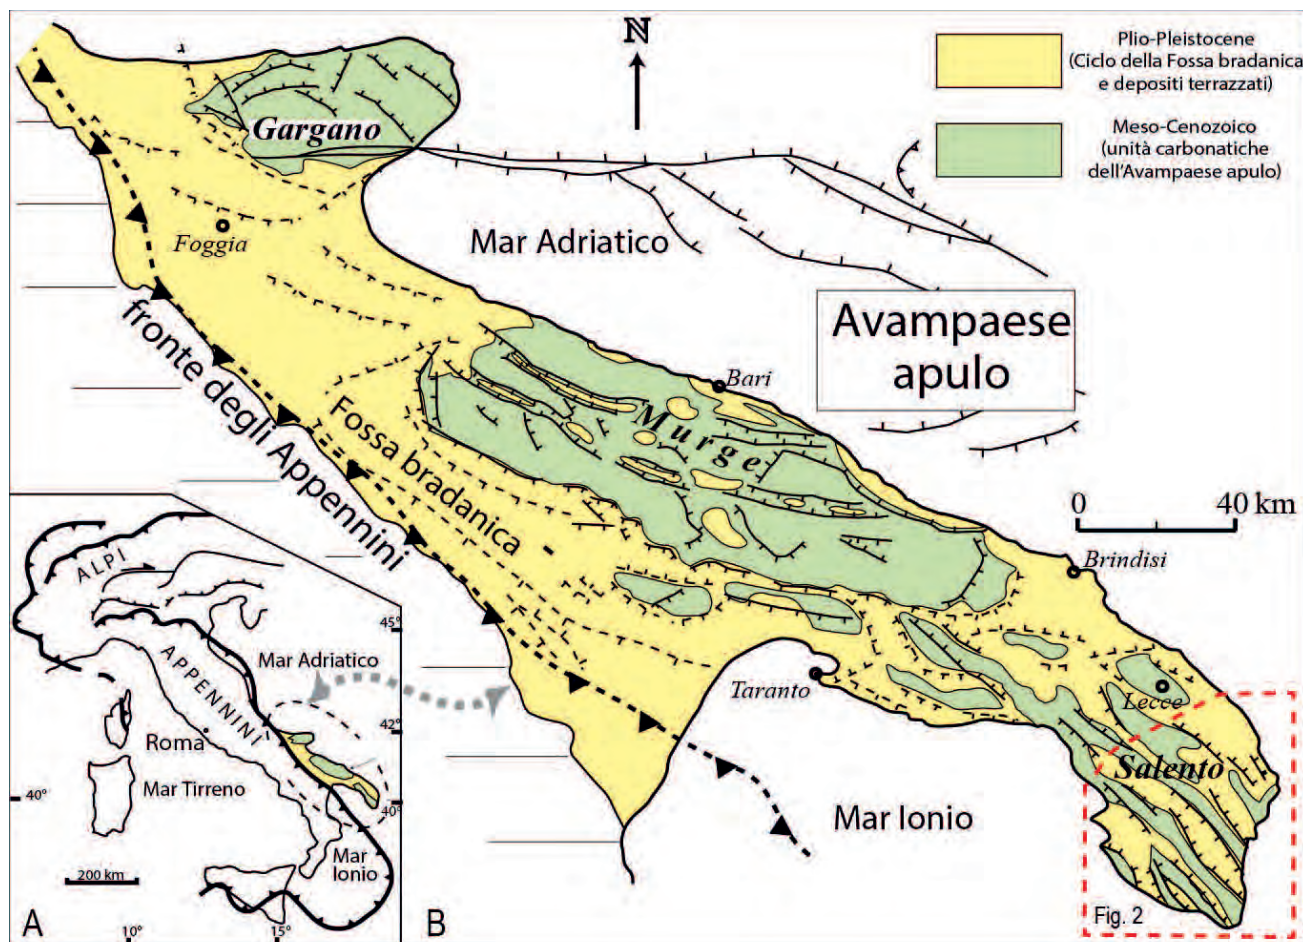 N
Plio-Pleistocene
(Ciclo della Fossa bradanica
e depositi terrazzati)
Meso-Cenozoico
(unità carbonatiche
dell'Avampaese apulo)
Gargano
Foggia
Mar Adriatico
Avampaese
apulo
fronte degli Appennini
Fossa bradanica
Bari
Murge
0 40 km
Brindisi
Taranto
Lecce
Salento
Mar Ionio
Fig. 2
B
ALPI
APPENNINI
Mar Adriatico
45°
42°
40°
40°
Roma
Mar Tirreno
Mar
Ionio
200 km
A
10°
15°